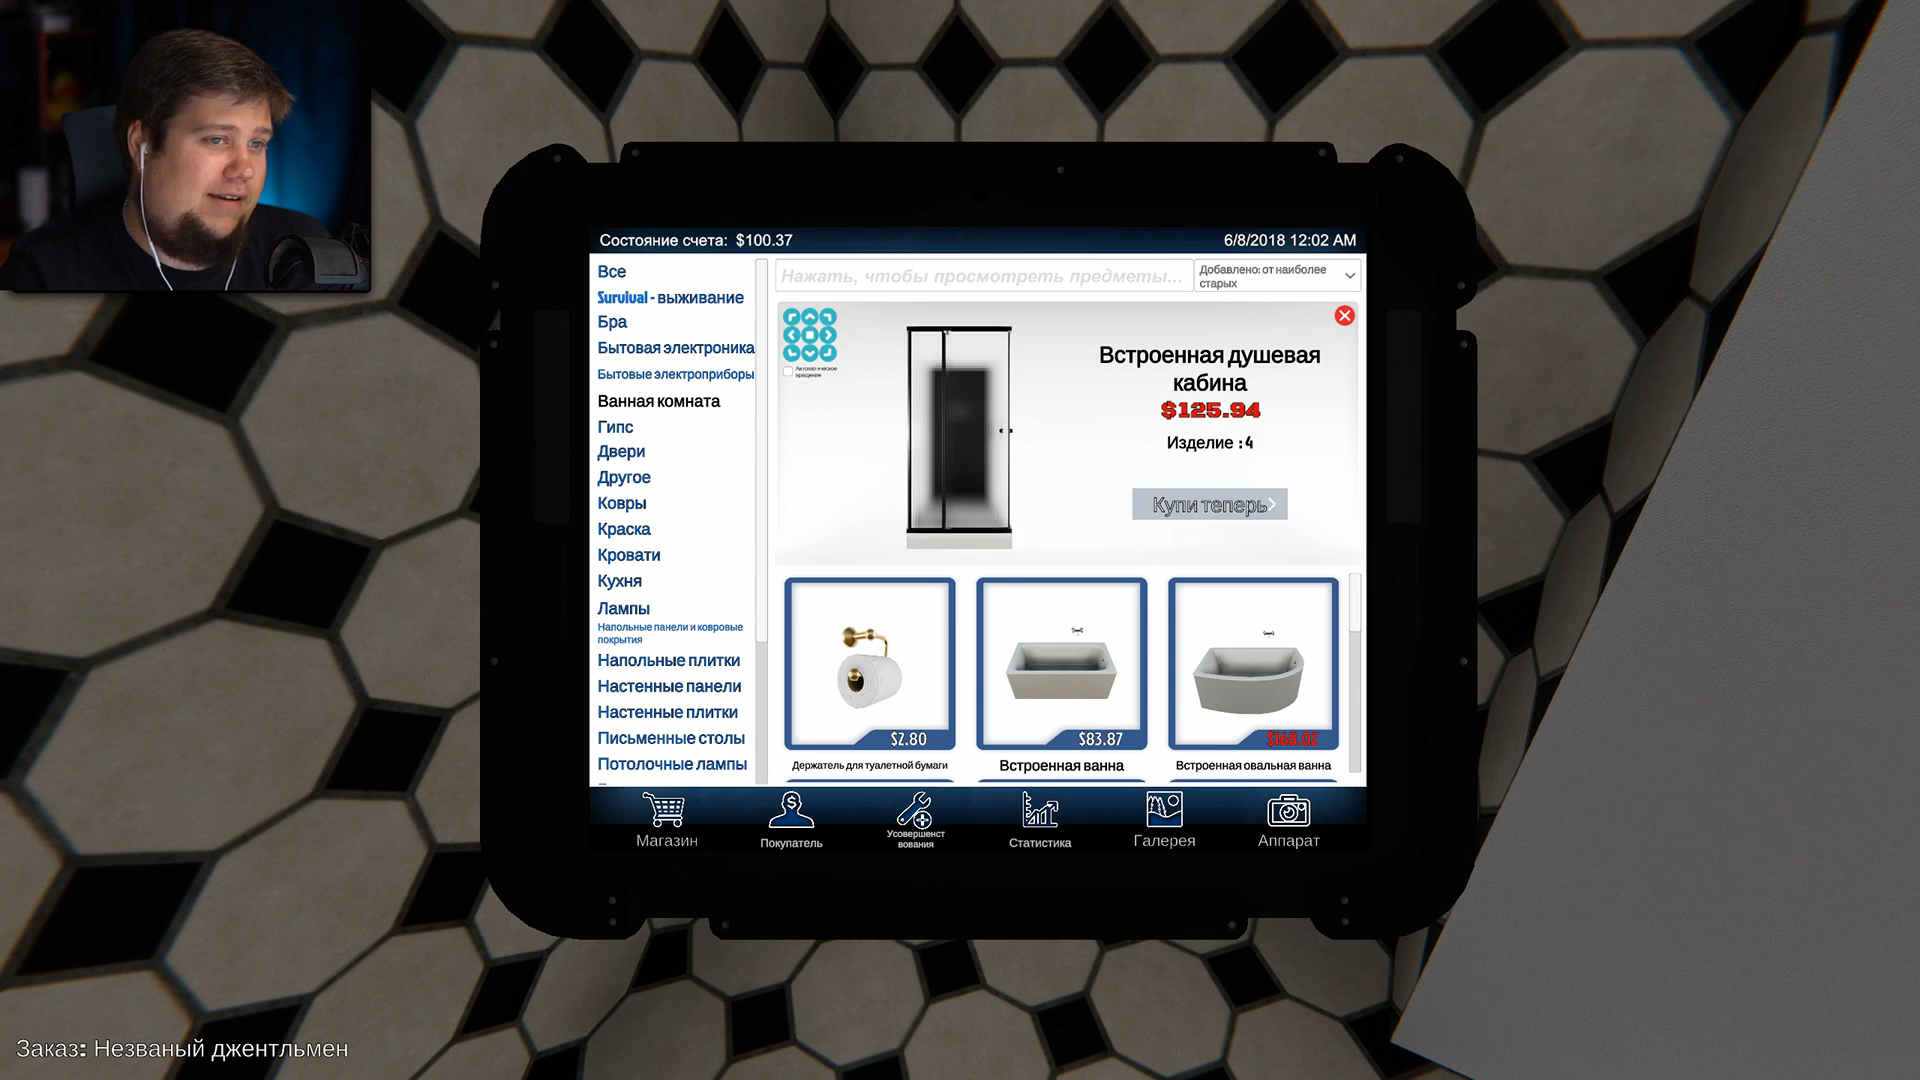 Состояние счета: $100.37
6/8/2018 12:02 AM
Все
Survival - выживание
Бра
Бытовая электроника
Бытовые электроприборы
Ванная комната
Гипс
Двери
Другое
Ковры
Краска
Кровати
Кухня
Лампы
Напольные панели и ковровые
покрытия
Напольные плитки
Настенные панели
Настенные плитки
Письменные столы
Потолочные лампы
Нажать, чтобы просмотреть предметы...
Добавлено: от наиболее
старых
Автоматическое
вращение
Встроенная душевая
кабина
$125.94
Изделие : 4
Купи теперь
$2.80
$83.87
$168.02
Держатель для туалетной бумаги
Встроенная ванна
Встроенная овальная ванна
Магазин
Покупатель
Усовершенст
вования
Статистика
Галерея
Аппарат
Заказ: Незваный джентльмен